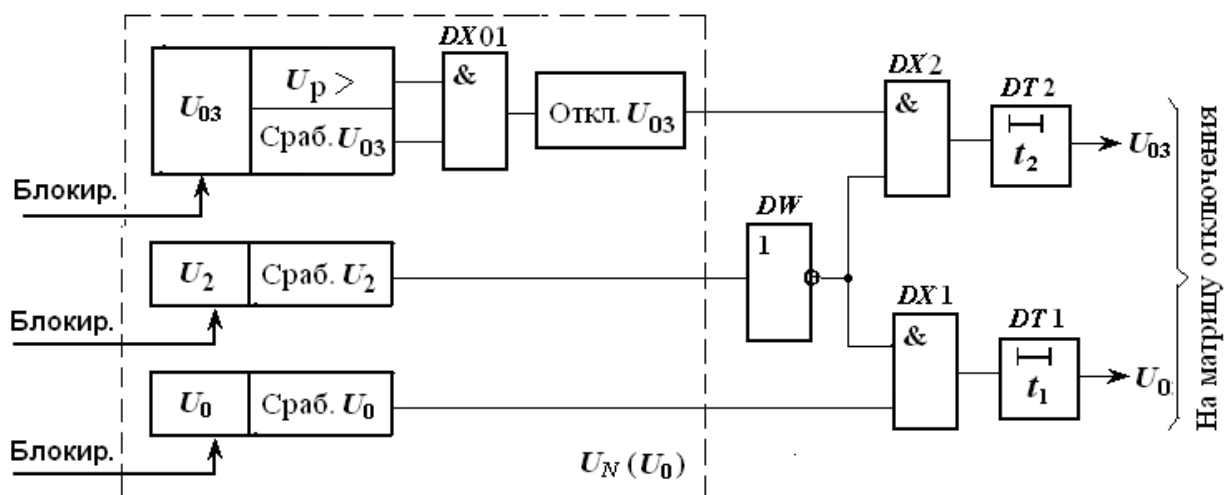 DX01
DX2
DT2
U03
Uр >
Сраб. U03
&
Откл. U03
&
t2
U03
Блокир.
DW
1
U2
Сраб. U2
DX1
DT1
&
t1
U0
Блокир.
U0
Сраб. U0
Блокир.
UN (U0)
На матрицу отключения